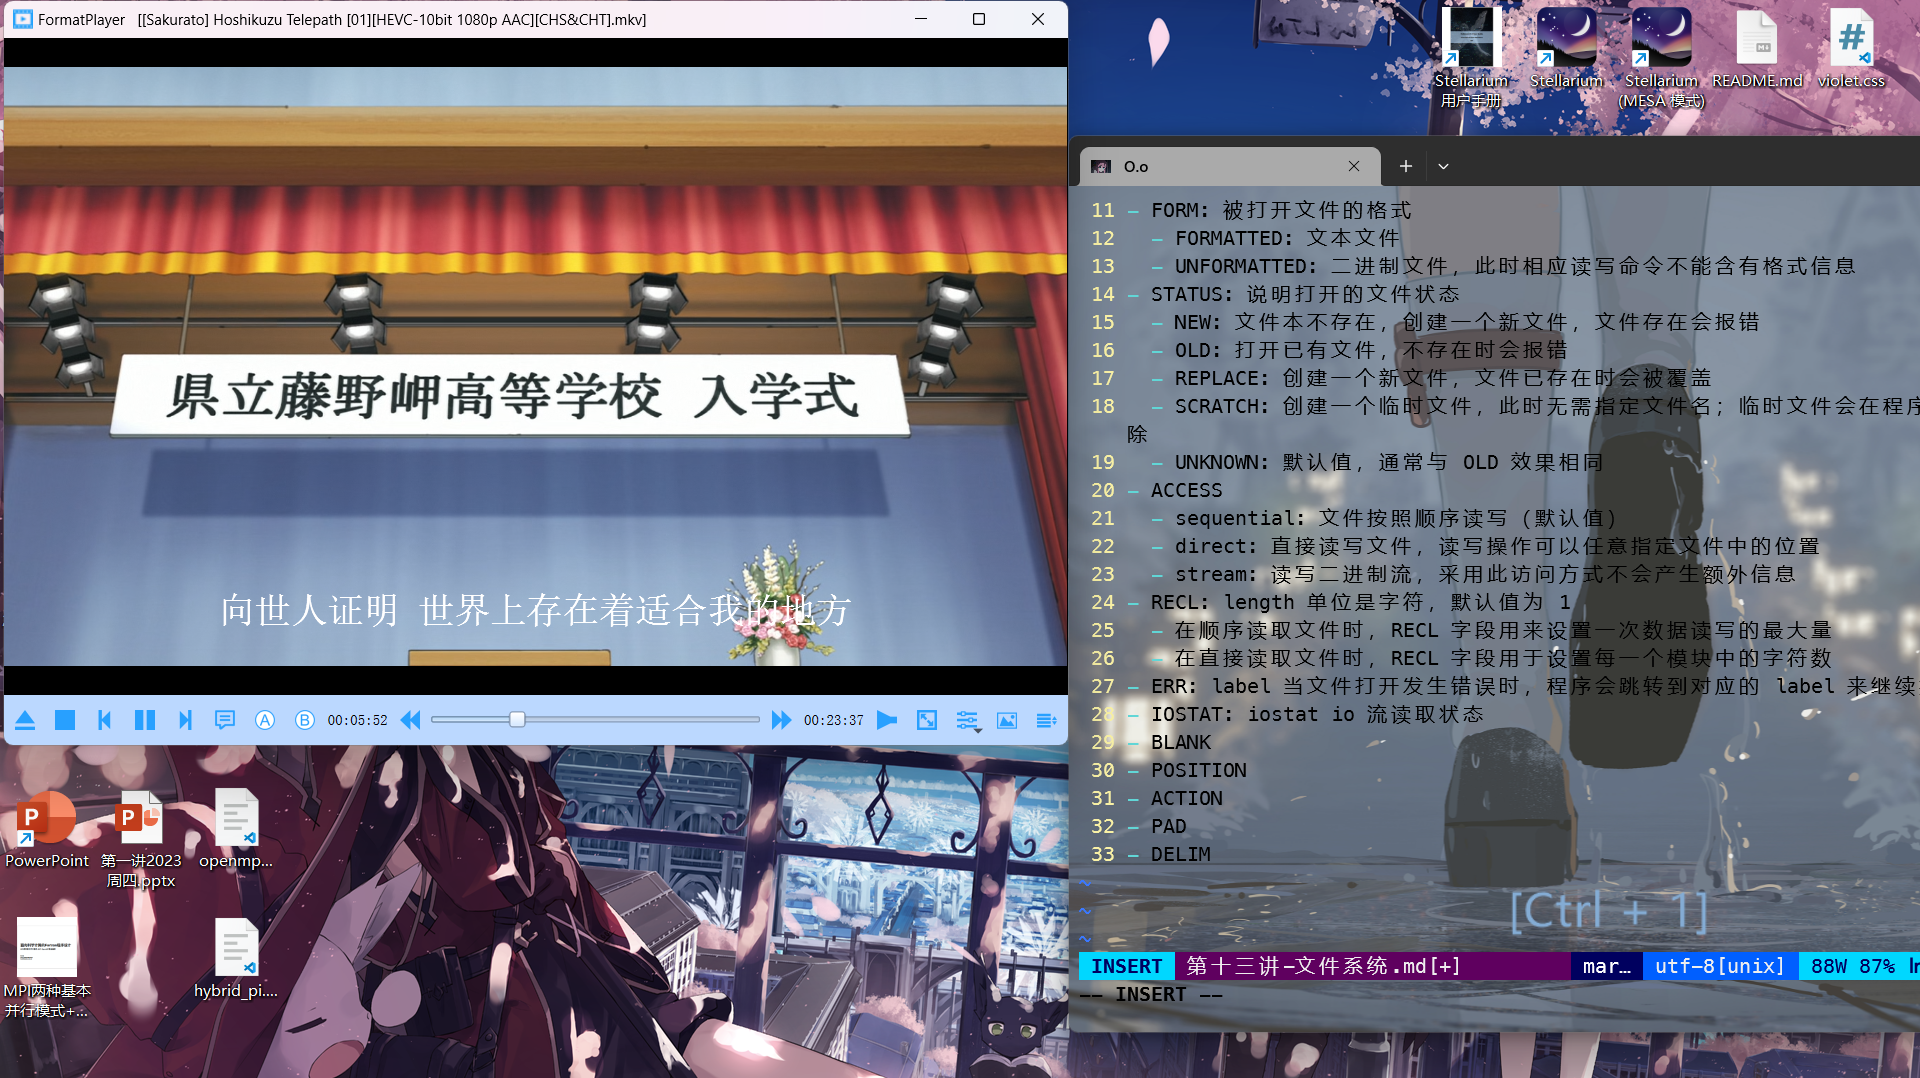 FormatPlayer [[Sakurato] Hoshikuzu Telepath [01][HEVC-10bit 1080p AAC][CHS&CHT].mkv]
県立藤野岬高等学校 入学式
向世人证明 世界上存在着适合我的地方
A B 00:05:52 00:23:37
Stellarium
用户手册
Stellarium
Stellarium
(MESA 模式)
README.md
violet.css
O.o
11 - FORM: 被打开文件的格式
12 - FORMATTED: 文本文件
13 - UNFORMATTED: 二进制文件，此时相应读写命令不能含有格式信息
14 - STATUS: 说明打开的文件状态
15 - NEW: 文件本不存在，创建一个新文件，文件存在会报错
16 - OLD: 打开已有文件，不存在时会报错
17 - REPLACE: 创建一个新文件，文件已存在时会被覆盖
18 - SCRATCH: 创建一个临时文件，此时无需指定文件名；临时文件会在程序
除
19 - UNKNOWN: 默认值，通常与 OLD 效果相同
20 - ACCESS
21 - sequential: 文件按照顺序读写（默认值）
22 - direct: 直接读写文件，读写操作可以任意指定文件中的位置
23 - stream: 读写二进制流，采用此访问方式不会产生额外信息
24 - RECL: length 单位是字符，默认值为 1
25 - 在顺序读取文件时，RECL 字段用来设置一次数据读写的最大量
26 - 在直接读取文件时，RECL 字段用于设置每一个模块中的字符数
27 - ERR: label 当文件打开发生错误时，程序会跳转到对应的 label 来继续
28 - IOSTAT: iostat io 流读取状态
29 - BLANK
30 - POSITION
31 - ACTION
32 - PAD
33 - DELIM
~
~
~
[Ctrl + 1]
INSERT 第十三讲-文件系统.md[+] mar… utf-8[unix] 88W 87% ln
-- INSERT --
PowerPoint
第一讲2023
周四.pptx
openmp...
MPI两种基本
并行模式+...
hybrid_pi....